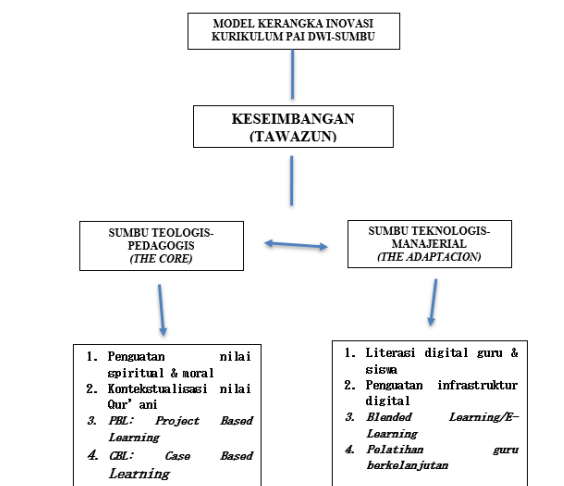 MODEL KERANGKA INOVASI
KURIKULUM PAI DWI-SUMBU
KESEIMBANGAN
(TAWAZUN)
SUMBU TEOLOGIS-
PEDAGOGIS
(THE CORE)
SUMBU TEKNOLOGIS-
MANAJERIAL
(THE ADAPTACION)
1. Penguatan nilai
spiritual & moral
2. Kontekstualisasi nilai
Qur’ani
3. PBL: Project Based
Learning
4. CBL: Case Based
Learning
1. Literasi digital guru &
siswa
2. Penguatan infrastruktur
digital
3. Blended Learning/E-
Learning
4. Pelatihan guru
berkelanjutan